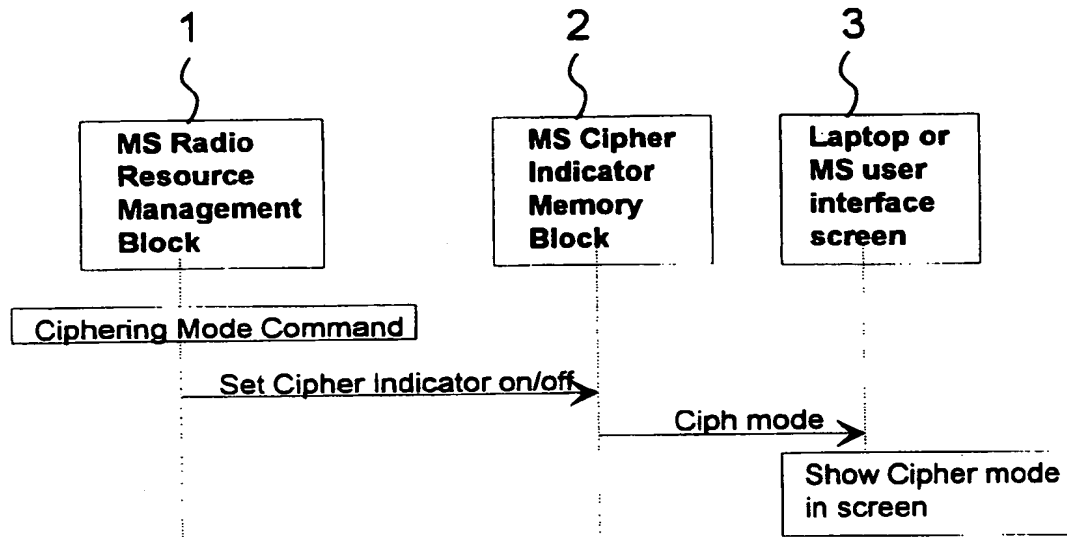 1
2
3
MS Radio
Resource
Management
Block
MS Cipher
Indicator
Memory
Block
Laptop or
MS user
interface
screen
Ciphering Mode Command
Set Cipher Indicator on/off
Ciph mode
Show Cipher mode
in screen